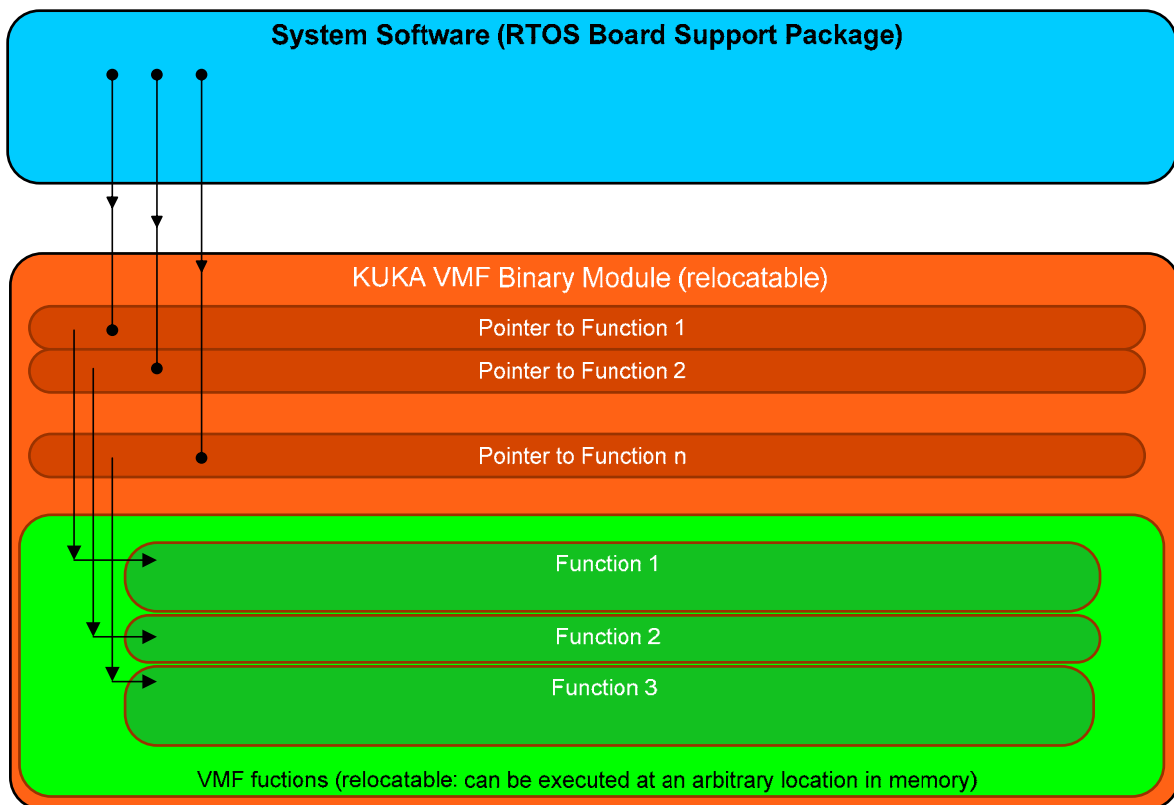 System Software (RTOS Board Support Package)
KUKA VMF Binary Module (relocatable)
Pointer to Function 1
Pointer to Function 2
Pointer to Function n
Function 1
Function 2
Function 3
VMF fuctions (relocatable: can be executed at an arbitrary location in memory)